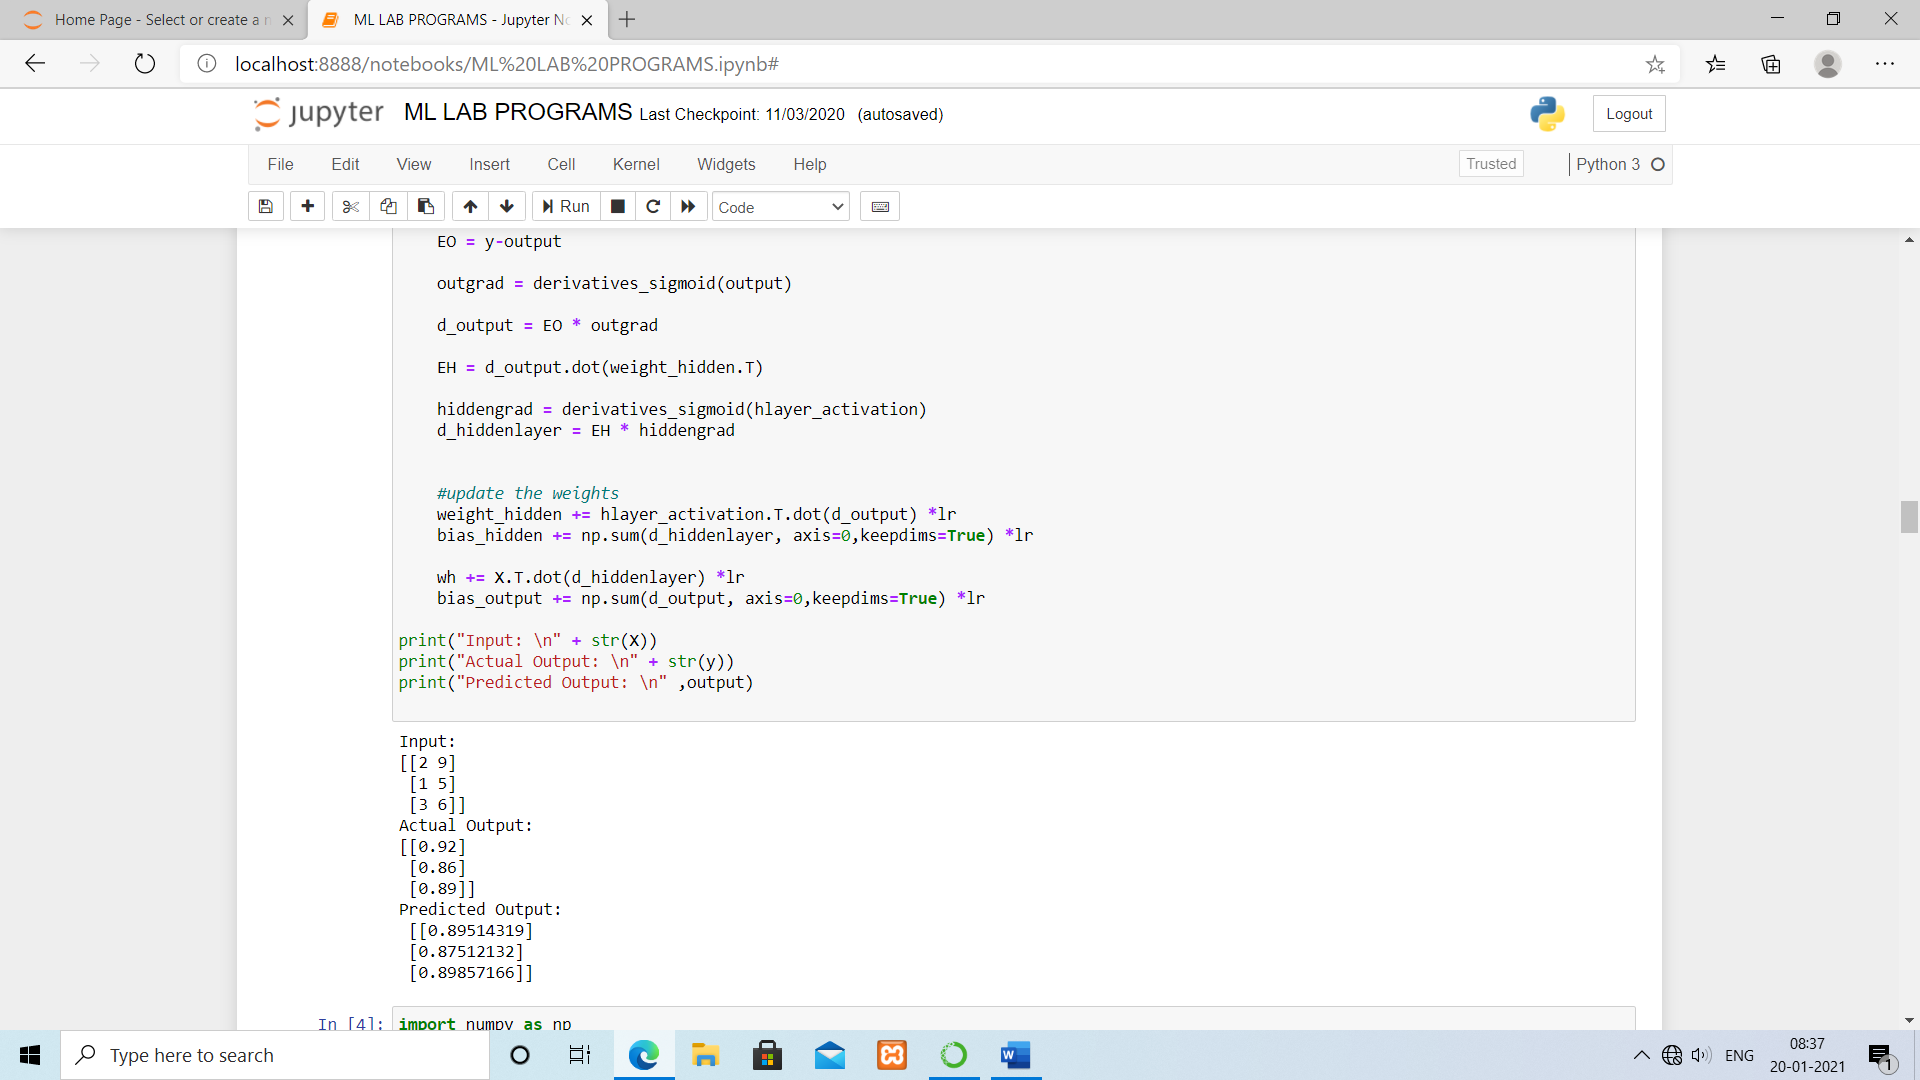 Home Page - Select or create a n
ML LAB PROGRAMS - Jupyter No
localhost:8888/notebooks/ML%20LAB%20PROGRAMS.ipynb#
jupyter ML LAB PROGRAMS Last Checkpoint: 11/03/2020 (autosaved)
Logout
File Edit View Insert Cell Kernel Widgets Help
Trusted
Python 3
Run
Code
EO = y-output
outgrad = derivatives_sigmoid(output)
d_output = EO * outgrad
EH = d_output.dot(weight_hidden.T)
hiddengrad = derivatives_sigmoid(hlayer_activation)
d_hiddenlayer = EH * hiddengrad
#update the weights
weight_hidden += hlayer_activation.T.dot(d_output) *lr
bias_hidden += np.sum(d_hiddenlayer, axis=0,keepdims=True) *lr
wh += X.T.dot(d_hiddenlayer) *lr
bias_output += np.sum(d_output, axis=0,keepdims=True) *lr
print("Input: \n" + str(X))
print("Actual Output: \n" + str(y))
print("Predicted Output: \n" ,output)
Input:
[[2 9]
[1 5]
[3 6]]
Actual Output:
[[0.92]
[0.86]
[0.89]]
Predicted Output:
[[0.89514319]
[0.87512132]
[0.89857166]]
In [4]: import numpy as np
Type here to search
ENG
08:37
20-01-2021
1